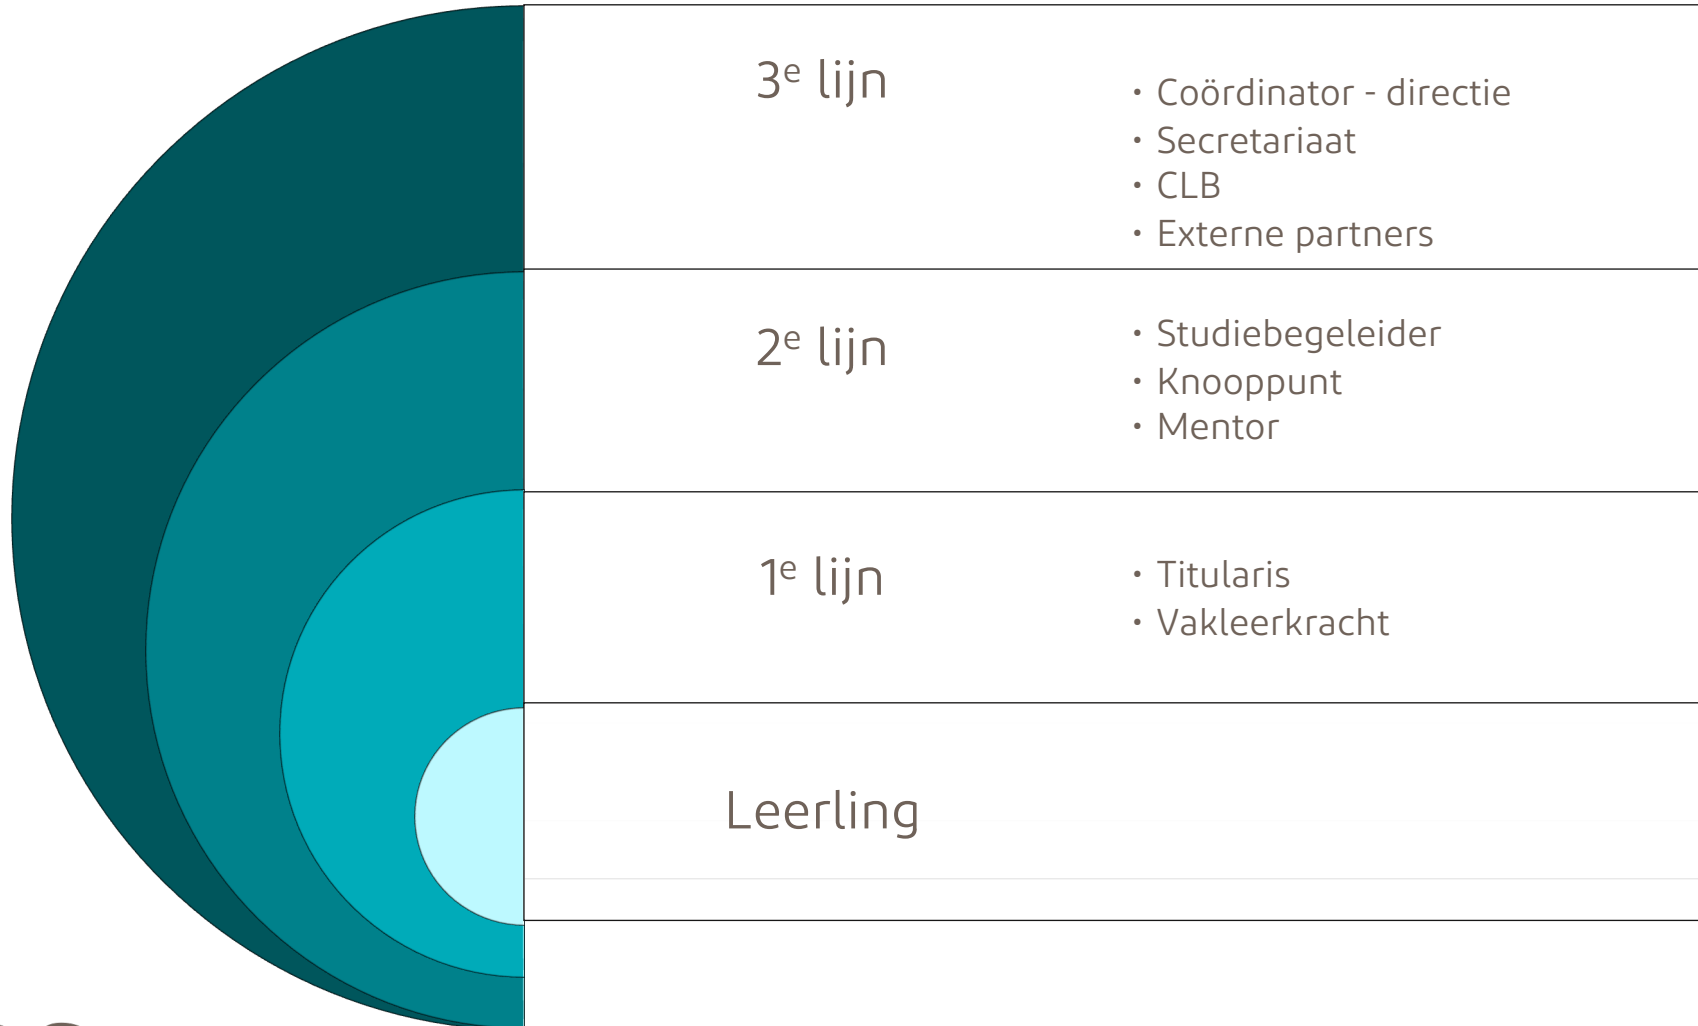 3e lijn
• Coördinator - directie
• Secretariaat
• CLB
• Externe partners
2e lijn
• Studiebegeleider
• Knooppunt
• Mentor
1e lijn
• Titularis
• Vakleerkracht
Leerling